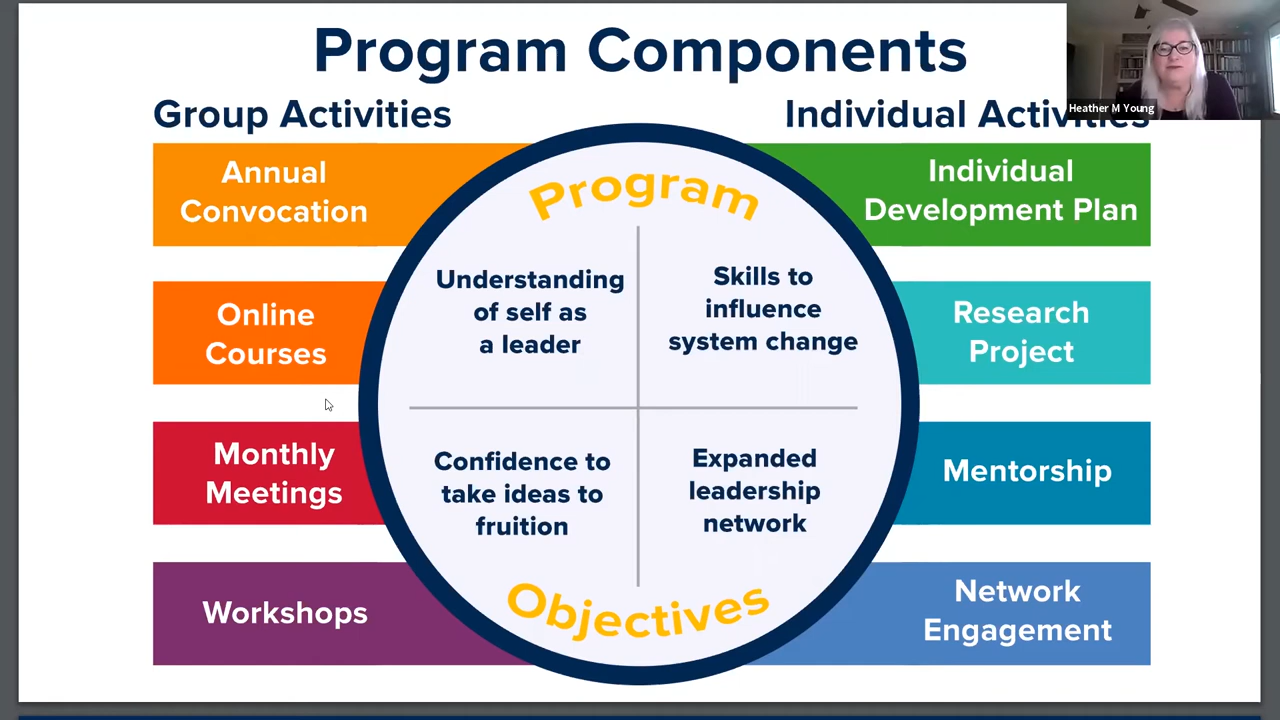 Program Components
Heather M Young
Group Activities
Individual Activities
Annual
Convocation
Online
Courses
Monthly
Meetings
Workshops
Program
Understanding
of self as
a leader
Skills to
influence
system change
Confidence to
take ideas to
fruition
Expanded
leadership
network
Objectives
Individual
Development Plan
Research
Project
Mentorship
Network
Engagement